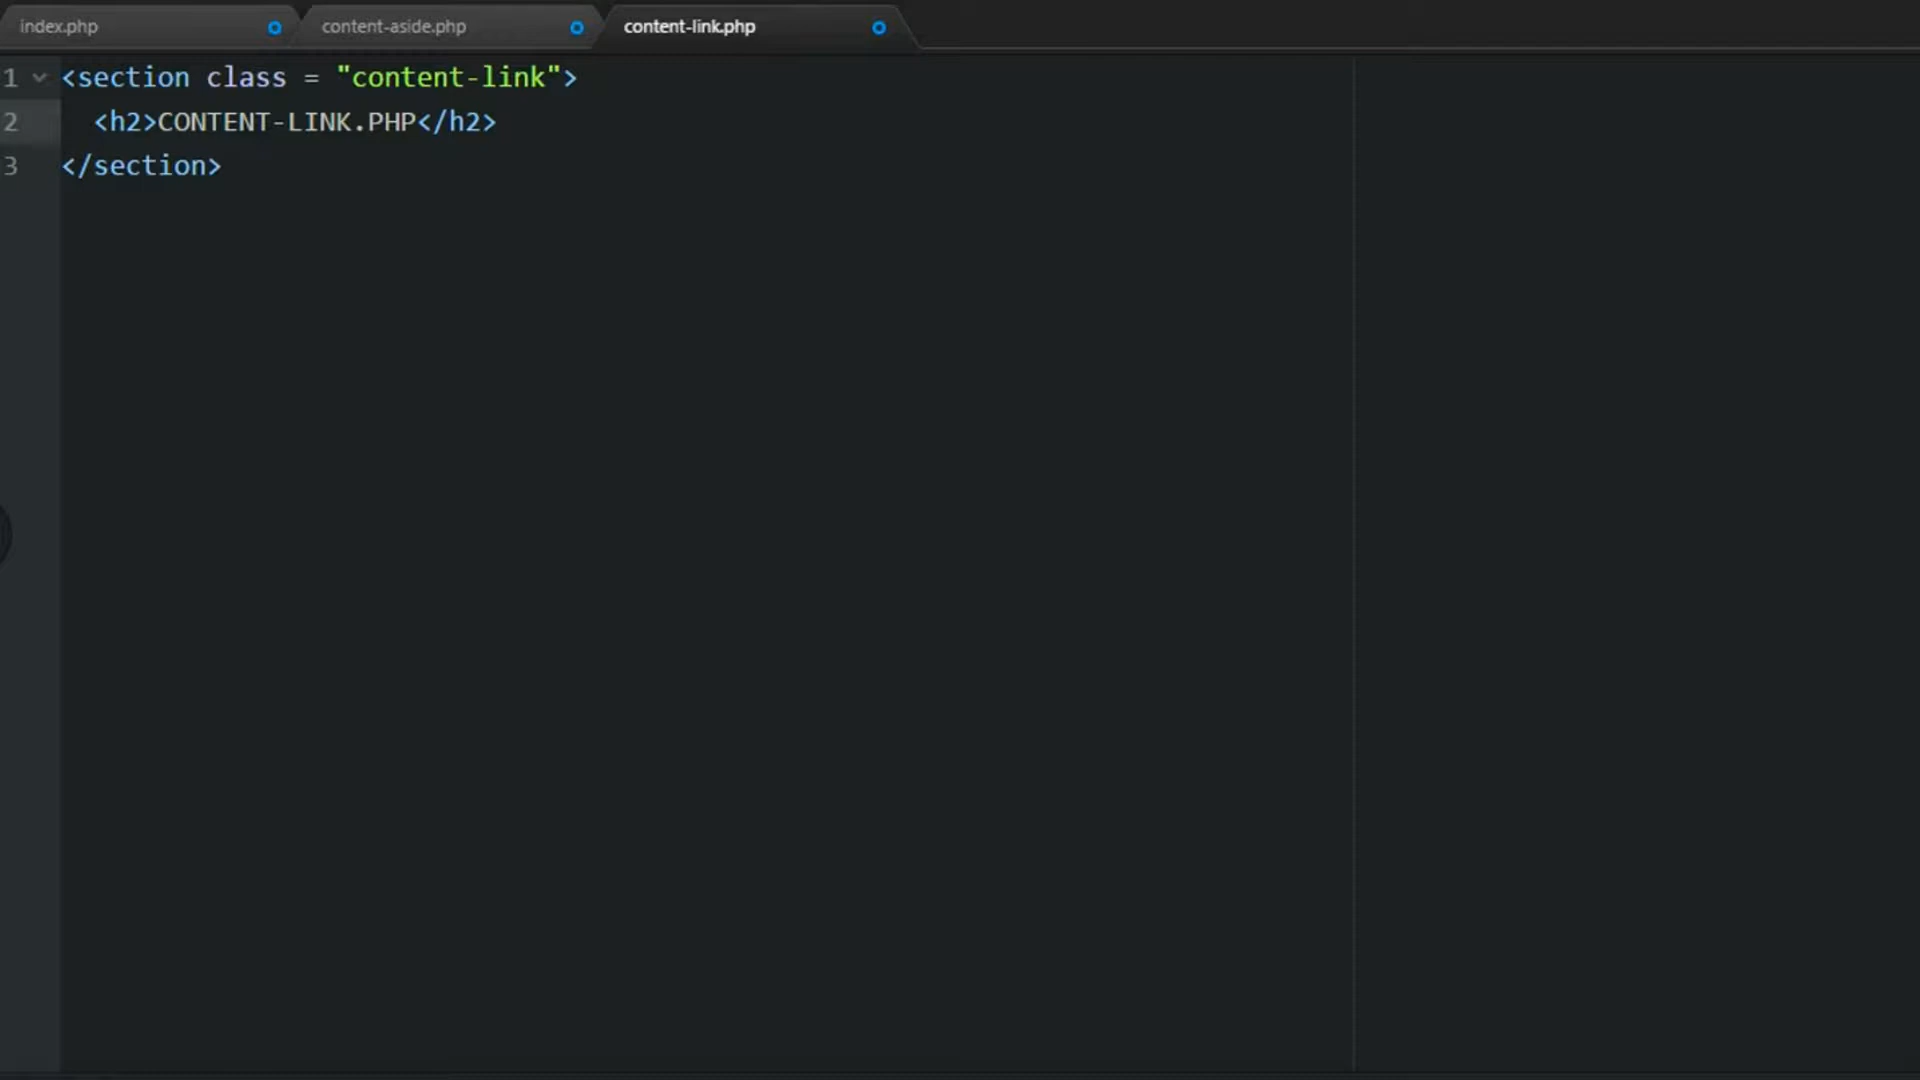 index.php content-aside.php content-link.php
1 <section class = "content-link">
2 <h2>CONTENT-LINK.PHP</h2>
3 </section>